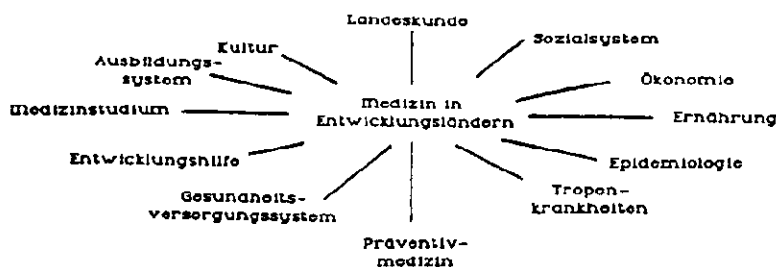 Landeskunde
Kultur
Sozialsystem
Ausbildungs-
system
Ökonomie
Medizinstudium
Medizin in
Entwicklungsländern
Ernährung
Entwicklungshilfe
Epidemiologie
Gesundheits-
versorgungssystem
Tropen-
krankheiten
Präventiv-
medizin